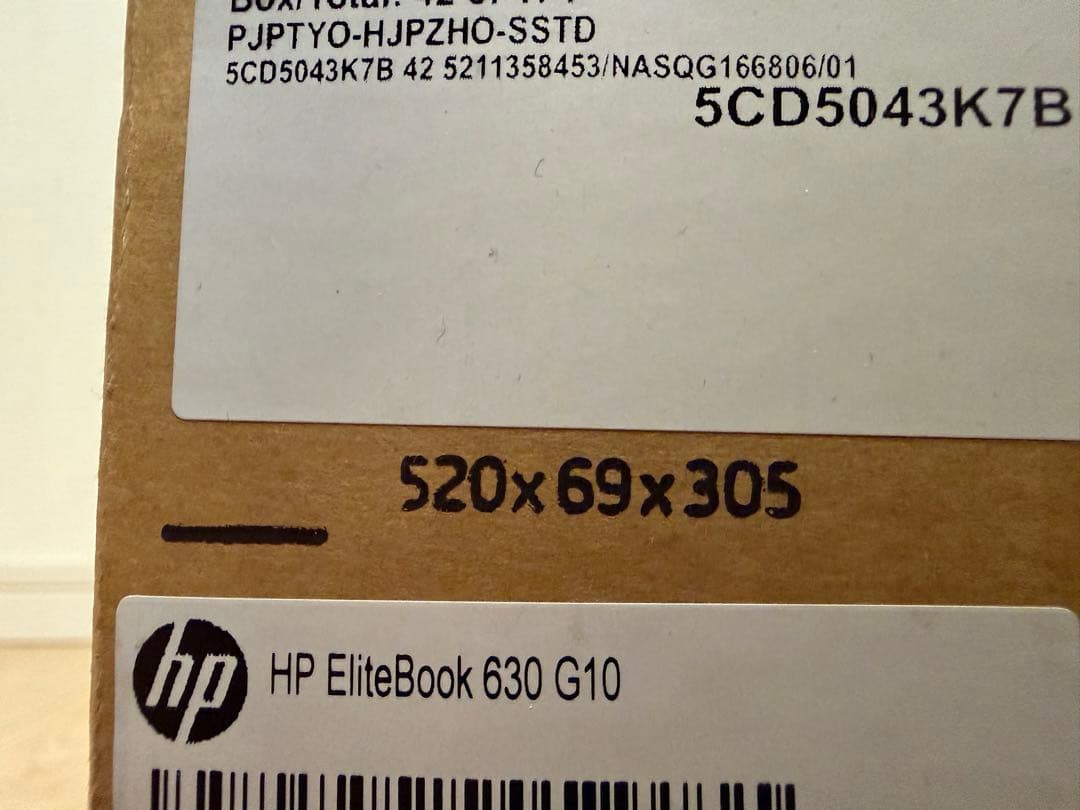 PJPTYO-HJPZHO-SSTD
5CD5043K7B 42 5211358453/NASQG166806/01
5CD5043K7B
520x69x305
hp HP EliteBook 630 G10